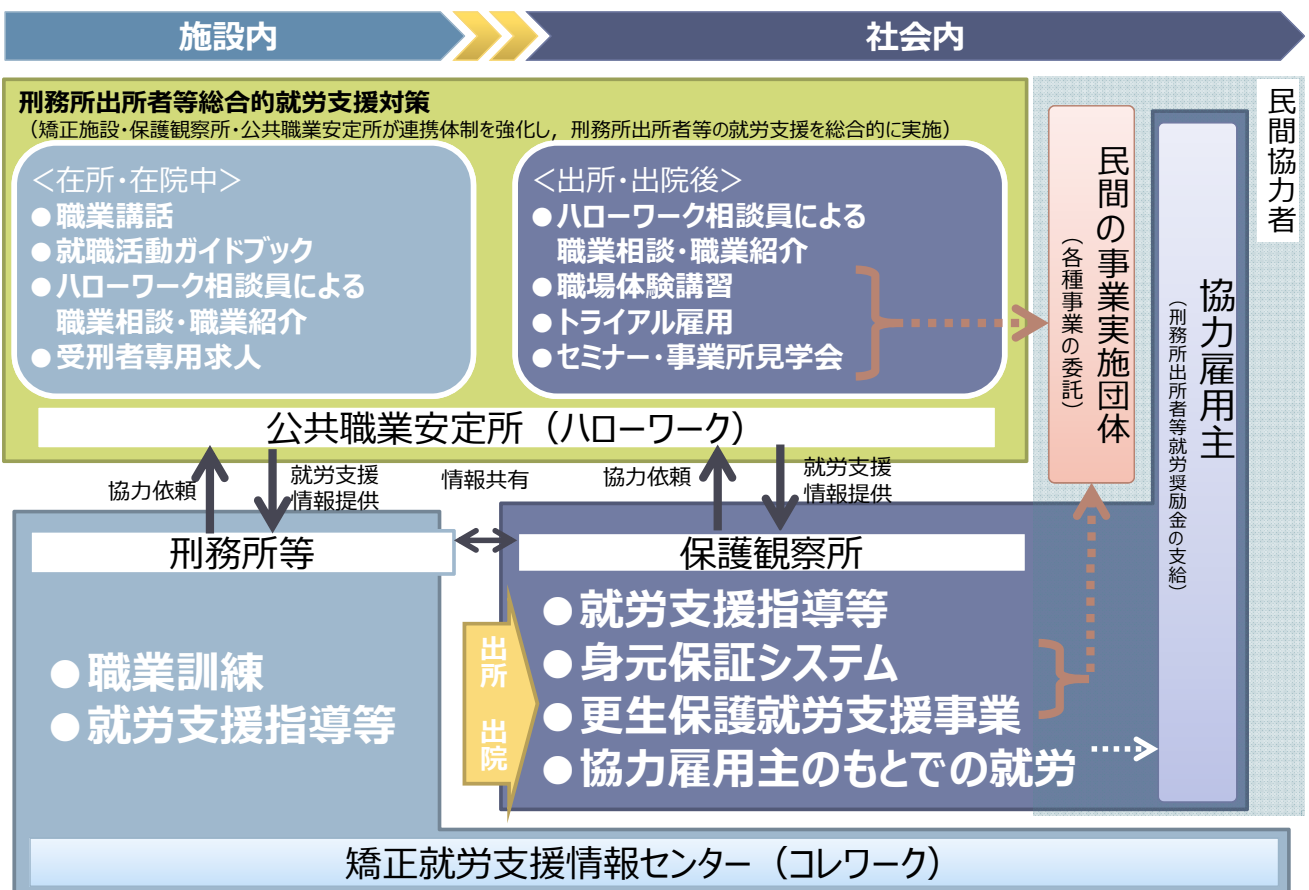 施設内
社会内
刑務所出所者等総合的就労支援対策
（矯正施設・保護観察所・公共職業安定所が連携体制を強化し，刑務所出所者等の就労支援を総合的に実施）
＜在所・在院中＞
●職業講話
●就職活動ガイドブック
●ハローワーク相談員による
職業相談・職業紹介
●受刑者専用求人
＜出所・出院後＞
●ハローワーク相談員による
職業相談・職業紹介
●職場体験講習
●トライアル雇用
●セミナー・事業所見学会
公共職業安定所（ハローワーク）
民間協力者
民間の事業実施団体
（各種事業の委託）
協力雇用主
（刑務所出所者等就労奨励金の支給）
協力依頼
就労支援
情報提供
情報共有
協力依頼
就労支援
情報提供
刑務所等
●職業訓練
●就労支援指導等
出所
出院
保護観察所
●就労支援指導等
●身元保証システム
●更生保護就労支援事業
●協力雇用主のもとでの就労
矯正就労支援情報センター（コレワーク）